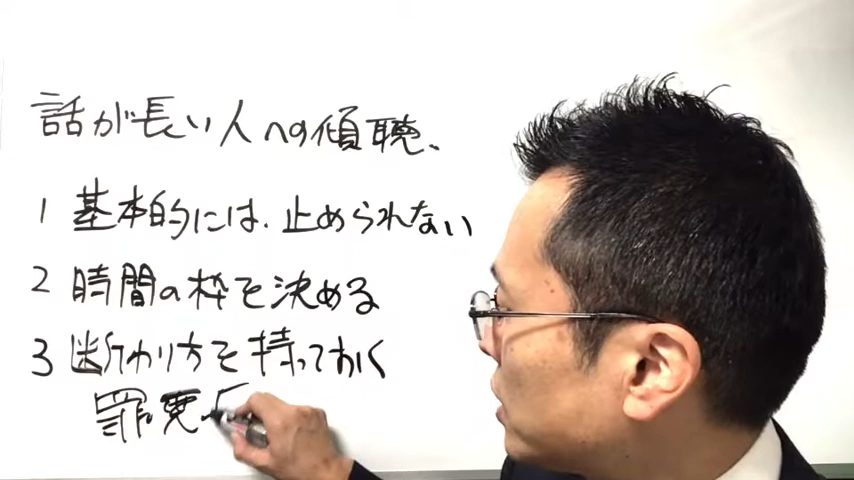 話が長い人への傾聴、
1 基本的には、止められない
2 時間の枠を決める
3 断わり方を持っておく
罪悪